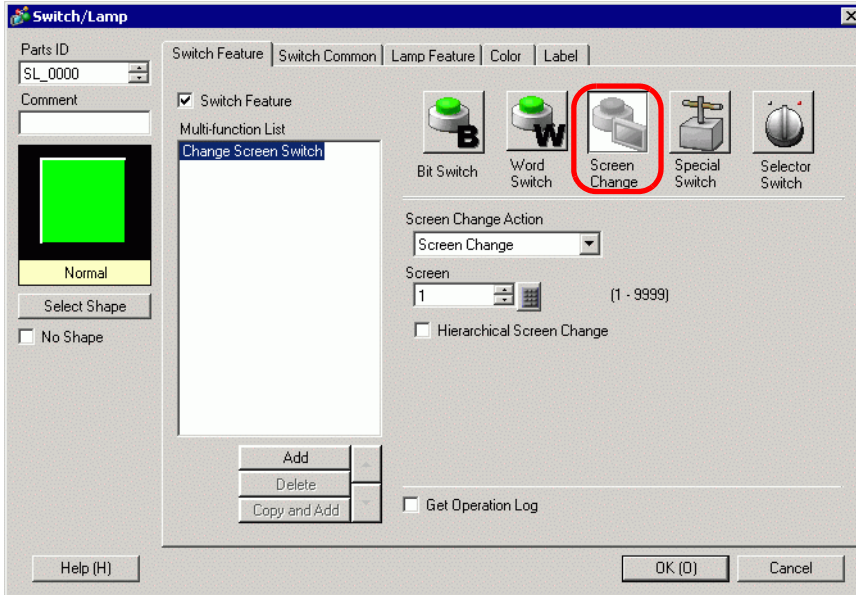 Switch/Lamp
Parts ID
SL_0000
Comment
Normal
Select Shape
No Shape
Switch Feature
Switch Common
Lamp Feature
Color
Label
Switch Feature
Multi-function List
Change Screen Switch
Add
Delete
Copy and Add
B
Bit Switch
W
Word
Switch
Screen
Change
Special
Switch
Selector
Switch
Screen Change Action
Screen Change
Screen
1
(1 - 9999)
Hierarchical Screen Change
Get Operation Log
Help (H)
OK (O)
Cancel